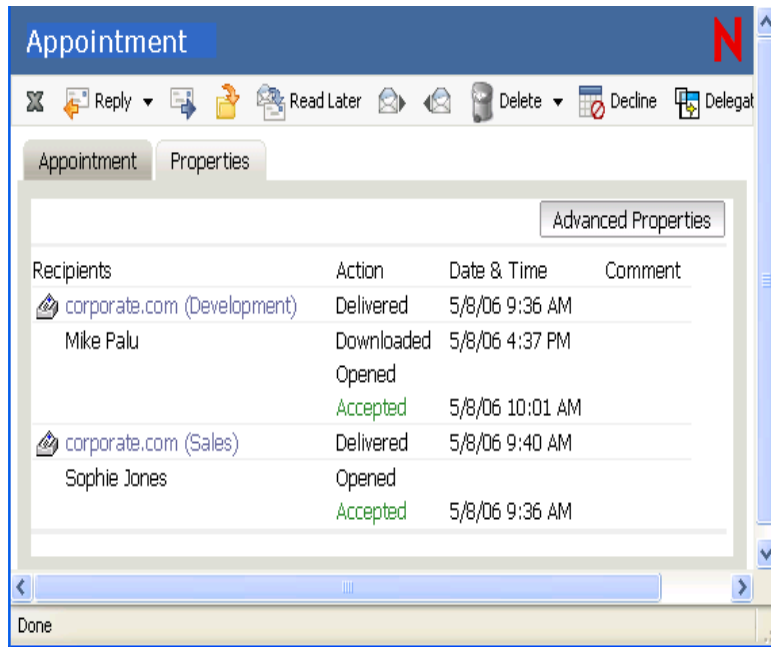 Appointment N
Reply Read Later Delete Decline Delegat
Appointment Properties
Advanced Properties
Recipients Action Date & Time Comment
corporate.com (Development) Delivered 5/8/06 9:36 AM
Mike Palu Downloaded 5/8/06 4:37 PM
Opened
Accepted 5/8/06 10:01 AM
corporate.com (Sales) Delivered 5/8/06 9:40 AM
Sophie Jones Opened
Accepted 5/8/06 9:36 AM
Done